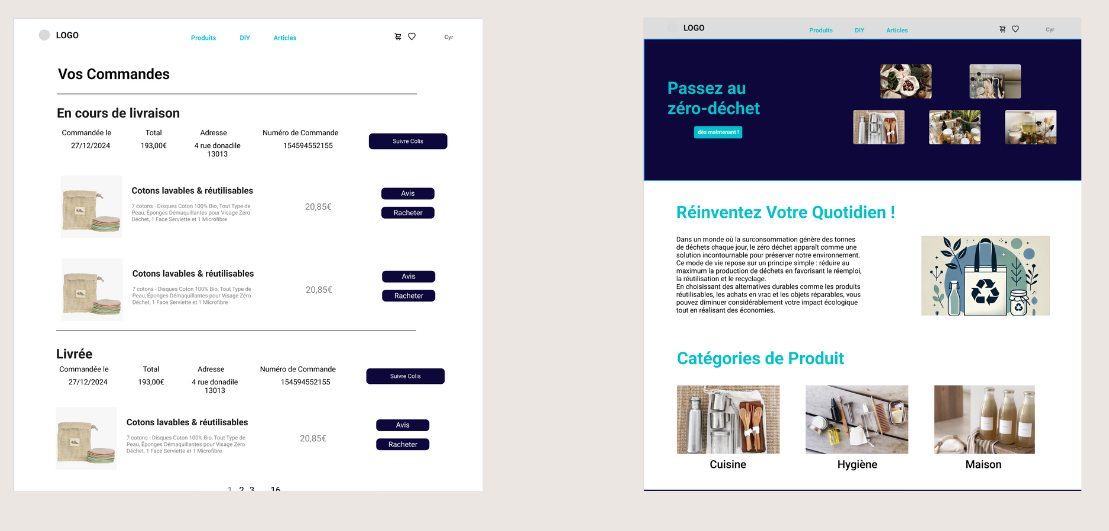 LOGO
Produits DIY Articles
Cyr
Vos Commandes
En cours de livraison
Commandée le Total Adresse Numéro de Commande
27/12/2024 193,00€ 4 rue donadile 154594552155
13013
Suivre Colis
Cotons lavables & réutilisables
7 cotons - Disques Coton 100% Bio, Tout Type de
Peau, Éponges Démaquillantes pour Visage Zéro
Déchet, 1 Face Serviette et 1 Microfibre
20,85€
Avis
Racheter
Cotons lavables & réutilisables
7 cotons - Disques Coton 100% Bio, Tout Type de
Peau, Éponges Démaquillantes pour Visage Zéro
Déchet, 1 Face Serviette et 1 Microfibre
20,85€
Avis
Racheter
Livrée
Commandée le Total Adresse Numéro de Commande
27/12/2024 193,00€ 4 rue donadile 154594552155
13013
Suivre Colis
Cotons lavables & réutilisables
7 cotons - Disques Coton 100% Bio, Tout Type de
Peau, Éponges Démaquillantes pour Visage Zéro
Déchet, 1 Face Serviette et 1 Microfibre
20,85€
Avis
Racheter
1 2 3 ... 16
LOGO
Produits DIY Articles
Cyr
Passez au
zéro-déchet
dès maintenant !
Réinventez Votre Quotidien !
Dans un monde où la surconsommation génère des tonnes
de déchets chaque jour, le zéro déchet apparaît comme une
solution incontournable pour préserver notre environnement.
Ce mode de vie repose sur un principe simple : réduire au
maximum la production de déchets en favorisant le réemploi,
la réutilisation et le recyclage.
En choisissant des alternatives durables comme les produits
réutilisables, les achats en vrac et les objets réparables, vous
pouvez diminuer considérablement votre impact écologique
tout en réalisant des économies.
Catégories de Produit
Cuisine Hygiène Maison